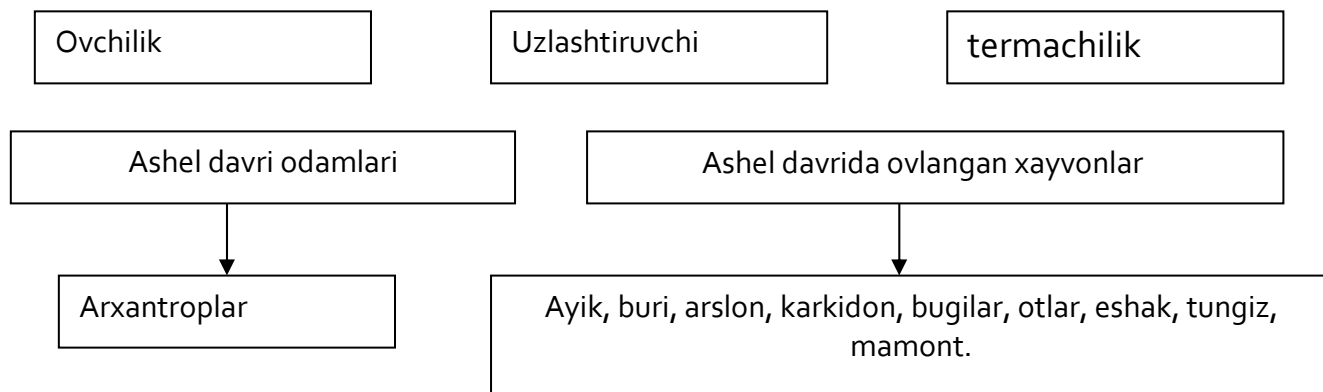 Ovchilik
Uzlashtiruvchi
termachilik
Ashel davri odamlari
Ashel davrida ovlangan xayvonlar
Arxantroplar
Ayik, buri, arslon, karkidon, bugilar, otlar, eshak, tungiz,
mamont.